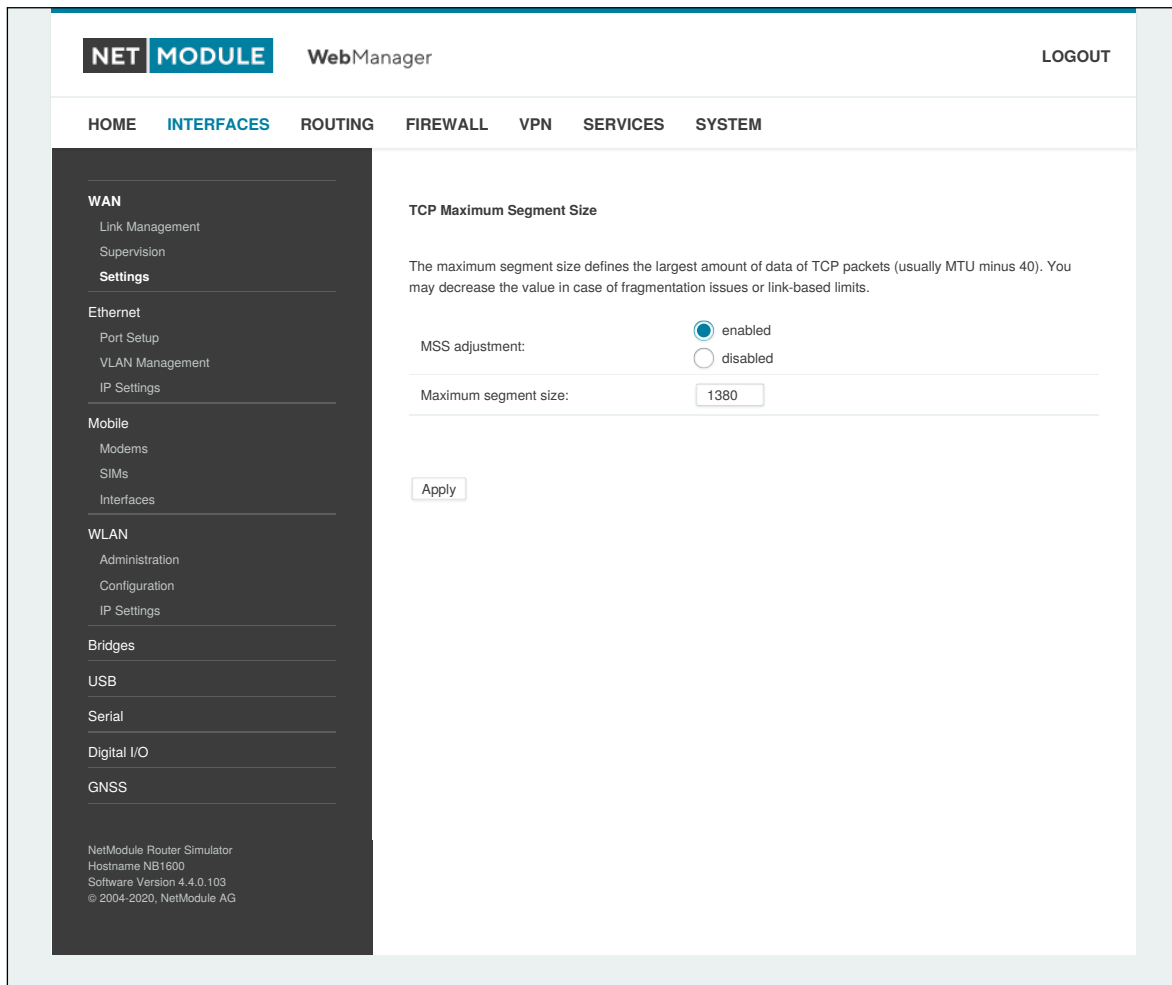 NET MODULE WebManager LOGOUT
HOME INTERFACES ROUTING FIREWALL VPN SERVICES SYSTEM
WAN
Link Management
Supervision
Settings
Ethernet
Port Setup
VLAN Management
IP Settings
Mobile
Modems
SIMs
Interfaces
WLAN
Administration
Configuration
IP Settings
Bridges
USB
Serial
Digital I/O
GNSS
NetModule Router Simulator
Hostname NB1600
Software Version 4.4.0.103
© 2004-2020, NetModule AG
TCP Maximum Segment Size
The maximum segment size defines the largest amount of data of TCP packets (usually MTU minus 40). You
may decrease the value in case of fragmentation issues or link-based limits.
MSS adjustment:
enabled
disabled
Maximum segment size: 1380
Apply